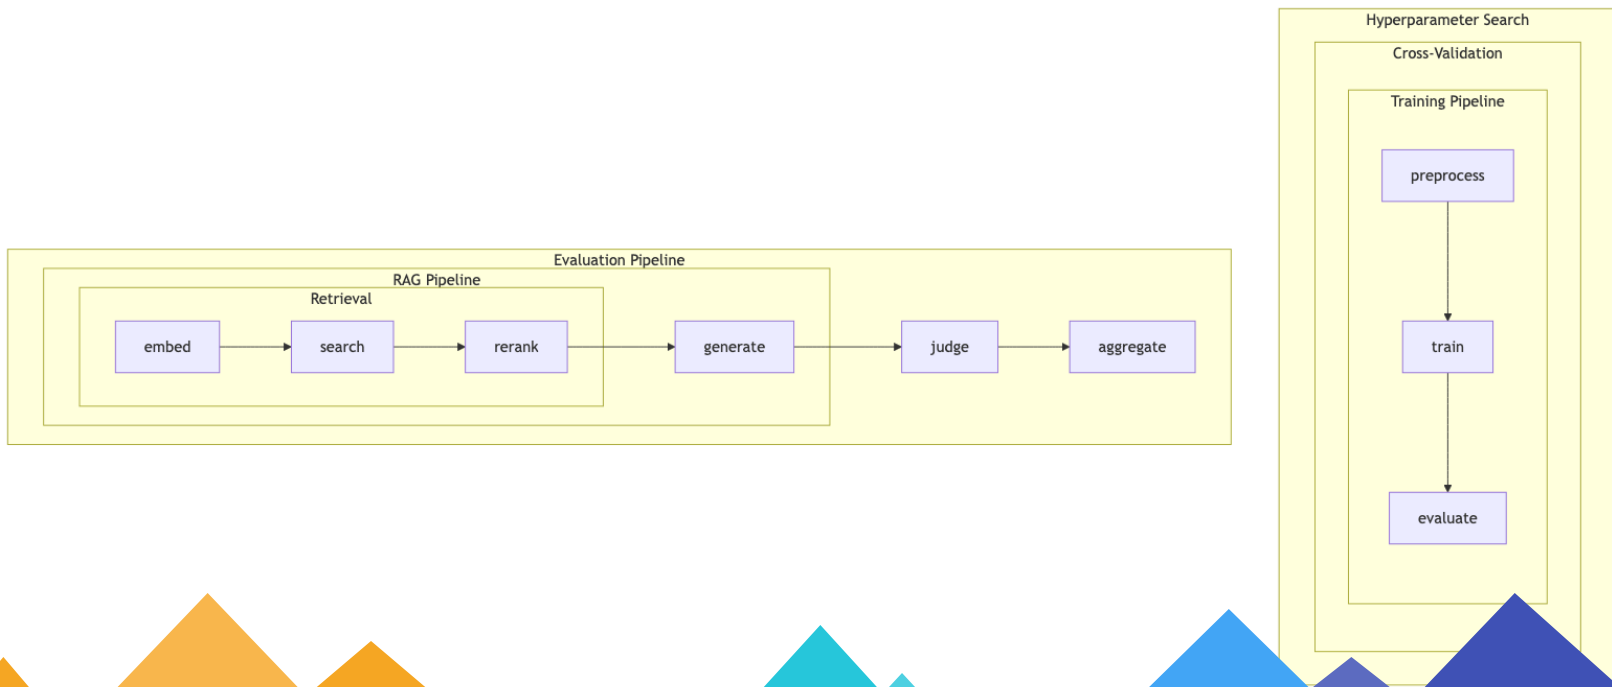 Evaluation Pipeline
RAG Pipeline
Retrieval
embed
search
rerank
generate
judge
aggregate
Hyperparameter Search
Cross-Validation
Training Pipeline
preprocess
train
evaluate